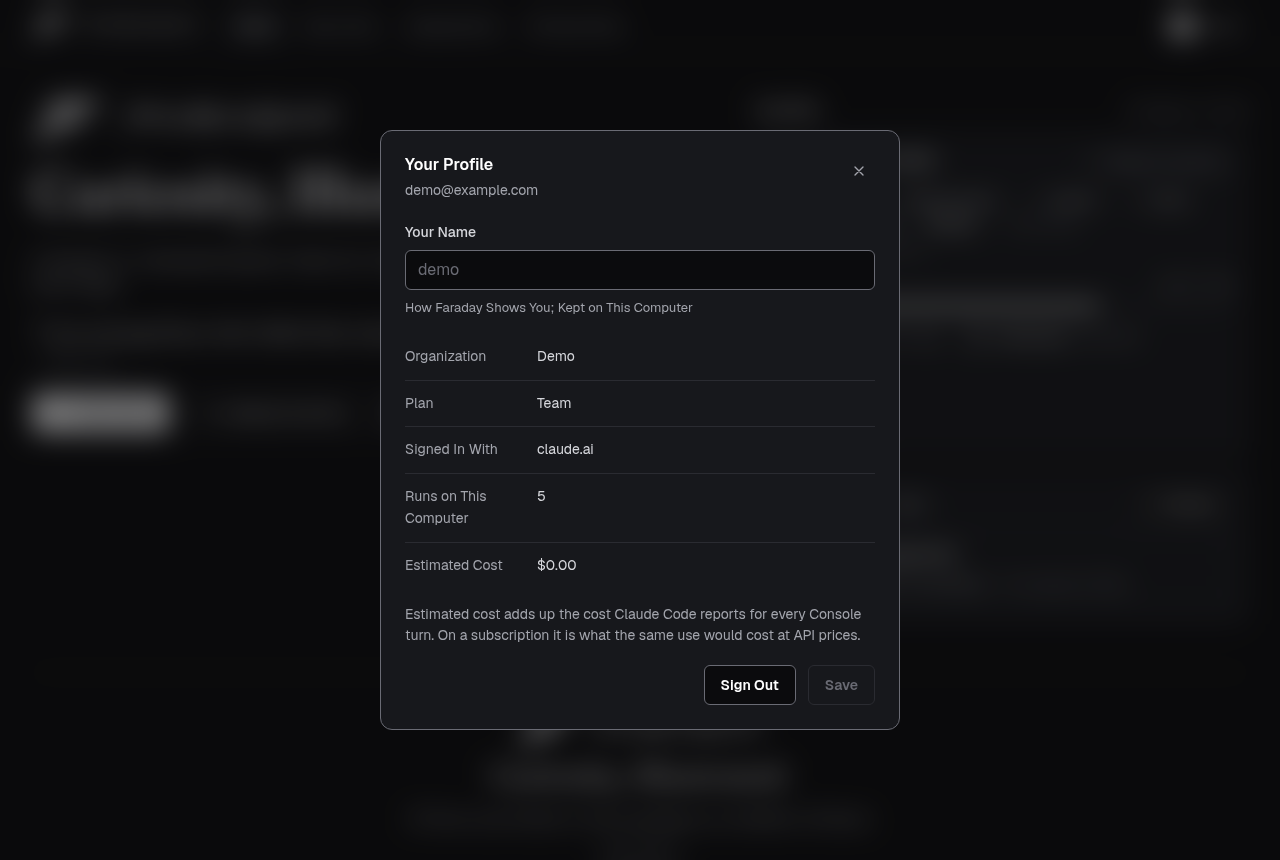 Your Profile
demo@example.com
Your Name
demo
How Faraday Shows You; Kept on This Computer
Organization Demo
Plan Team
Signed In With claude.ai
Runs on This Computer 5
Estimated Cost $0.00
Estimated cost adds up the cost Claude Code reports for every Console
turn. On a subscription it is what the same use would cost at API prices.
Sign Out Save